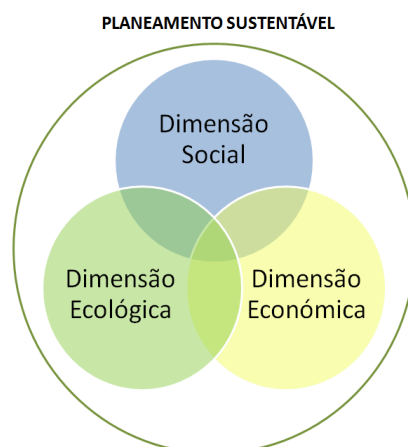 PLANEAMENTO SUSTENTÁVEL
Dimensão
Social
Dimensão
Ecológica
Dimensão
Económica